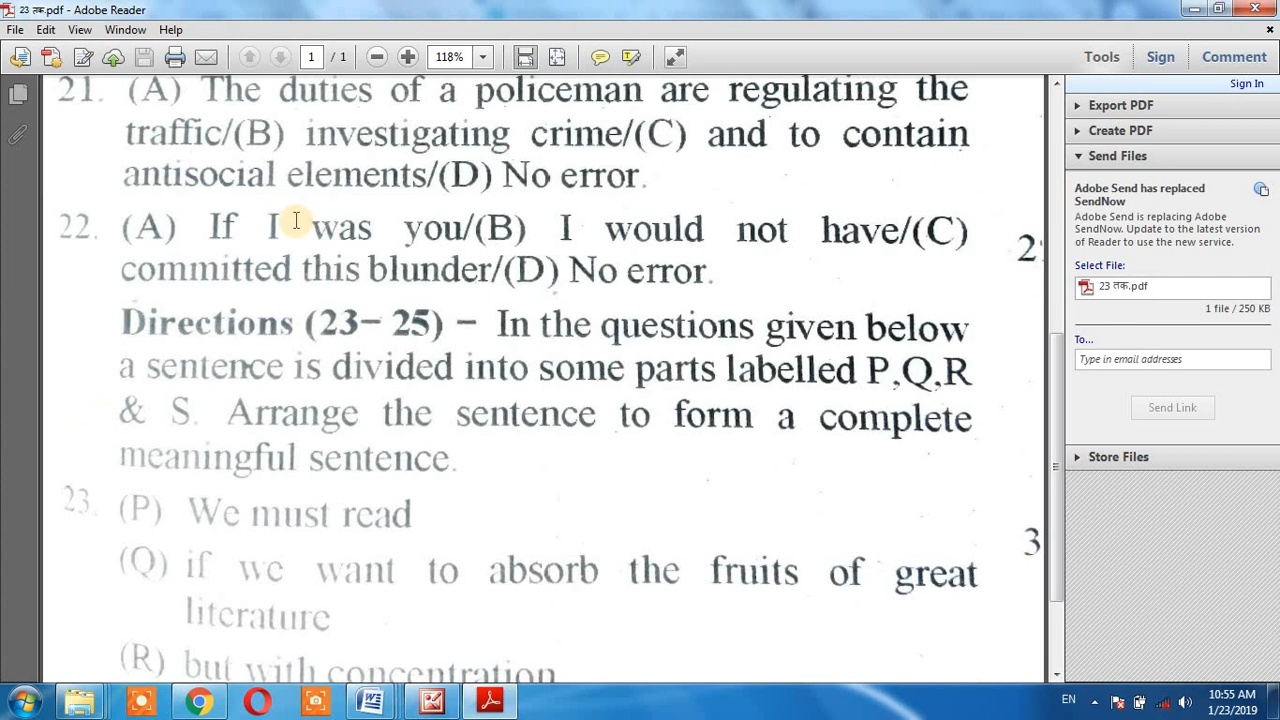 23 तक.pdf - Adobe Reader
File Edit View Window Help
1 / 1 118% Tools Sign Comment
21. (A) The duties of a policeman are regulating the
traffic/(B) investigating crime/(C) and to contain
antisocial elements/(D) No error.
22. (A) If I was you/(B) I would not have/(C)
committed this blunder/(D) No error.
Directions (23– 25) – In the questions given below
a sentence is divided into some parts labelled P,Q,R
& S. Arrange the sentence to form a complete
meaningful sentence.
23. (P) We must read
(Q) if we want to absorb the fruits of great
literature
(R) but with concentration
2
3
Sign In
Export PDF
Create PDF
Send Files
Adobe Send has replaced
SendNow
Adobe Send is replacing Adobe
SendNow. Update to the latest version
of Reader to use the new service.
Select File:
23 तक.pdf
1 file / 250 KB
To...
Type in email addresses
Send Link
Store Files
EN
10:55 AM
1/23/2019